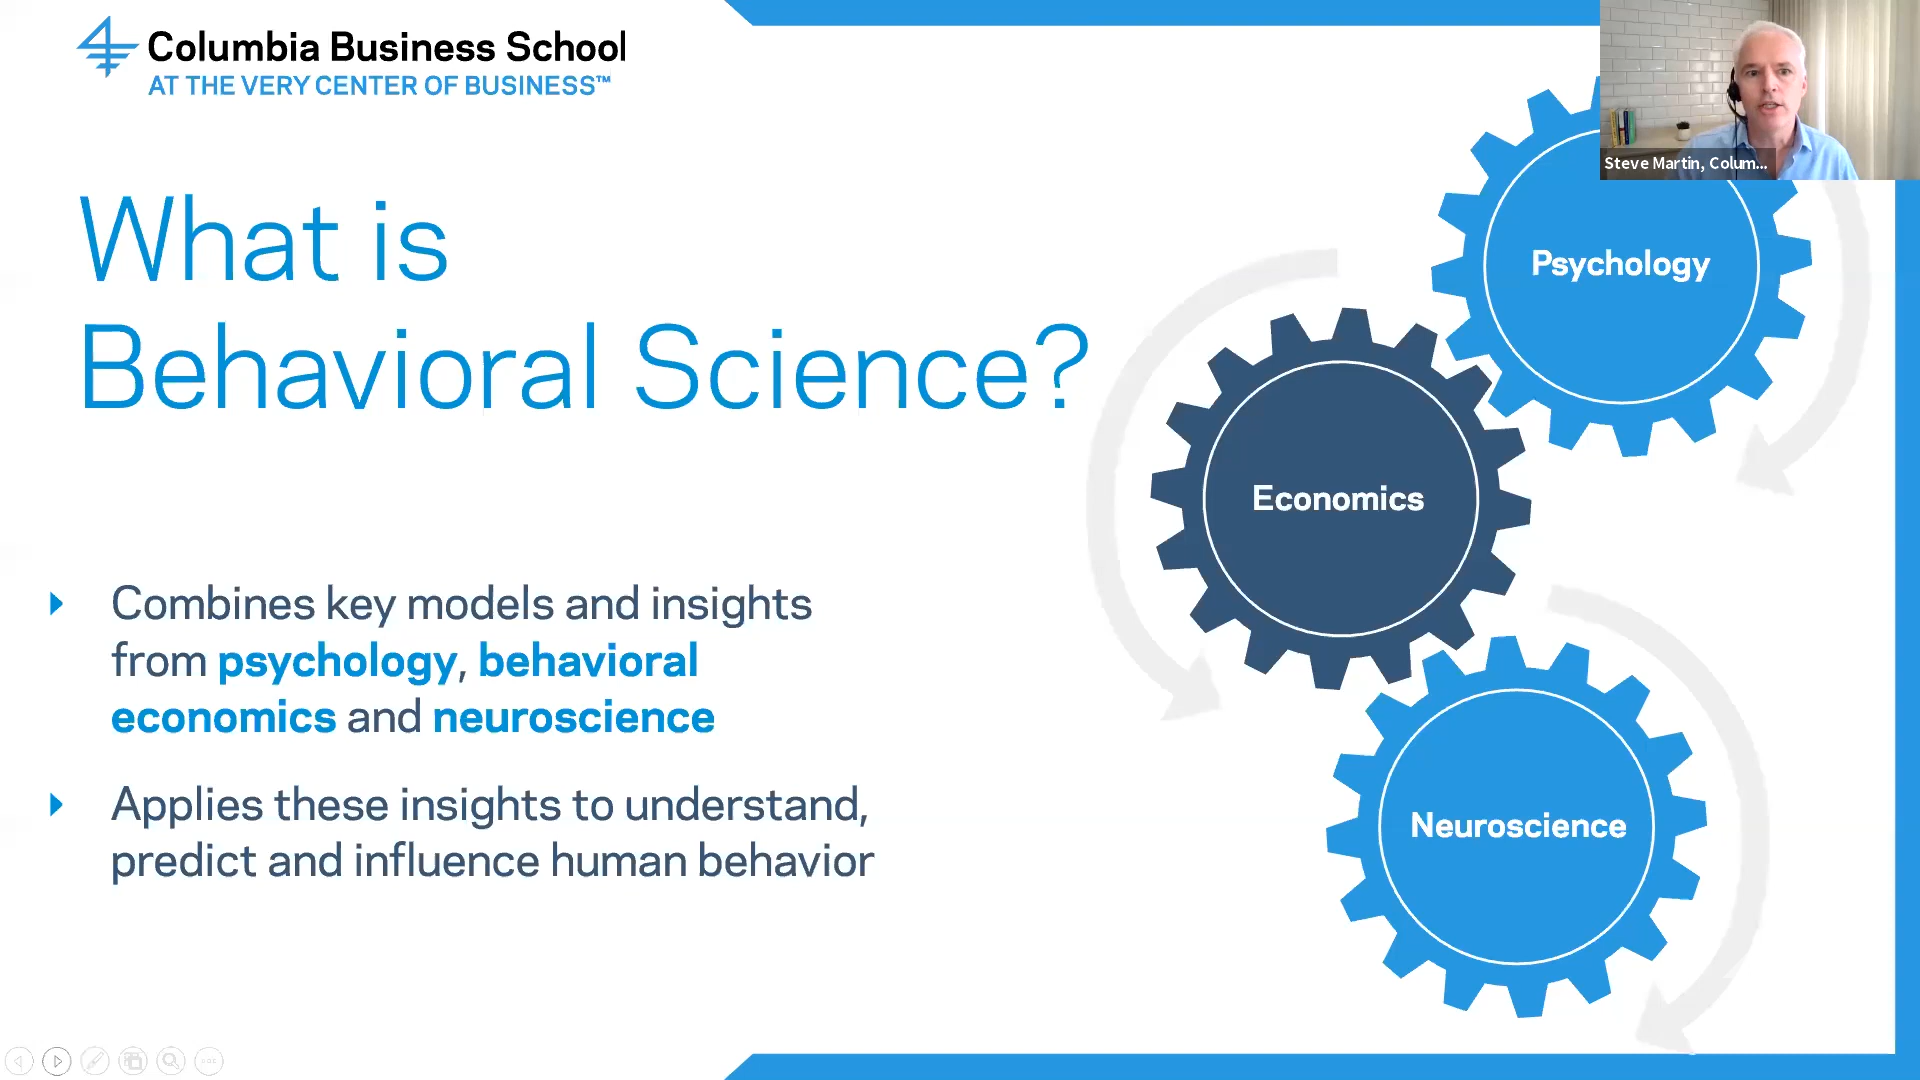 Columbia Business School
AT THE VERY CENTER OF BUSINESS™
What is
Behavioral Science?
Combines key models and insights
from psychology, behavioral
economics and neuroscience
Applies these insights to understand,
predict and influence human behavior
Steve Martin, Colum...
Psychology
Economics
Neuroscience